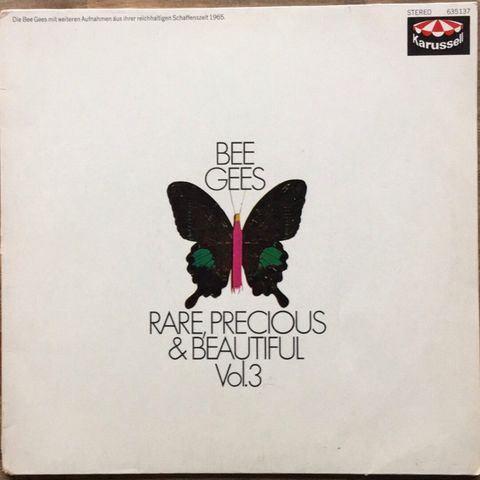 Die Bee Gees mit weiteren Aufnahmen aus ihrer reichhaltigen Schaffenszeit 1965.
STEREO 635137
Karussell
BEE
GEES
RARE, PRECIOUS
& BEAUTIFUL
Vol.3